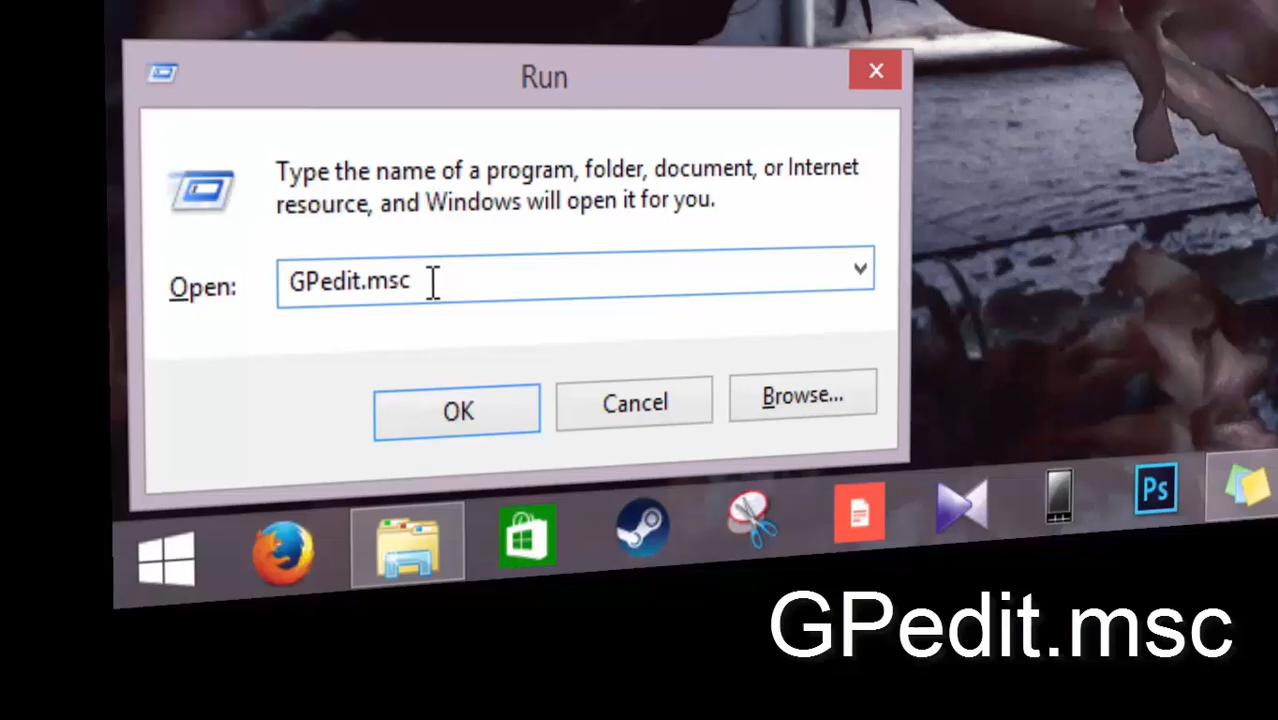 Run
Type the name of a program, folder, document, or Internet
resource, and Windows will open it for you.
Open: GPedit.msc
OK Cancel Browse...
Ps
GPedit.msc